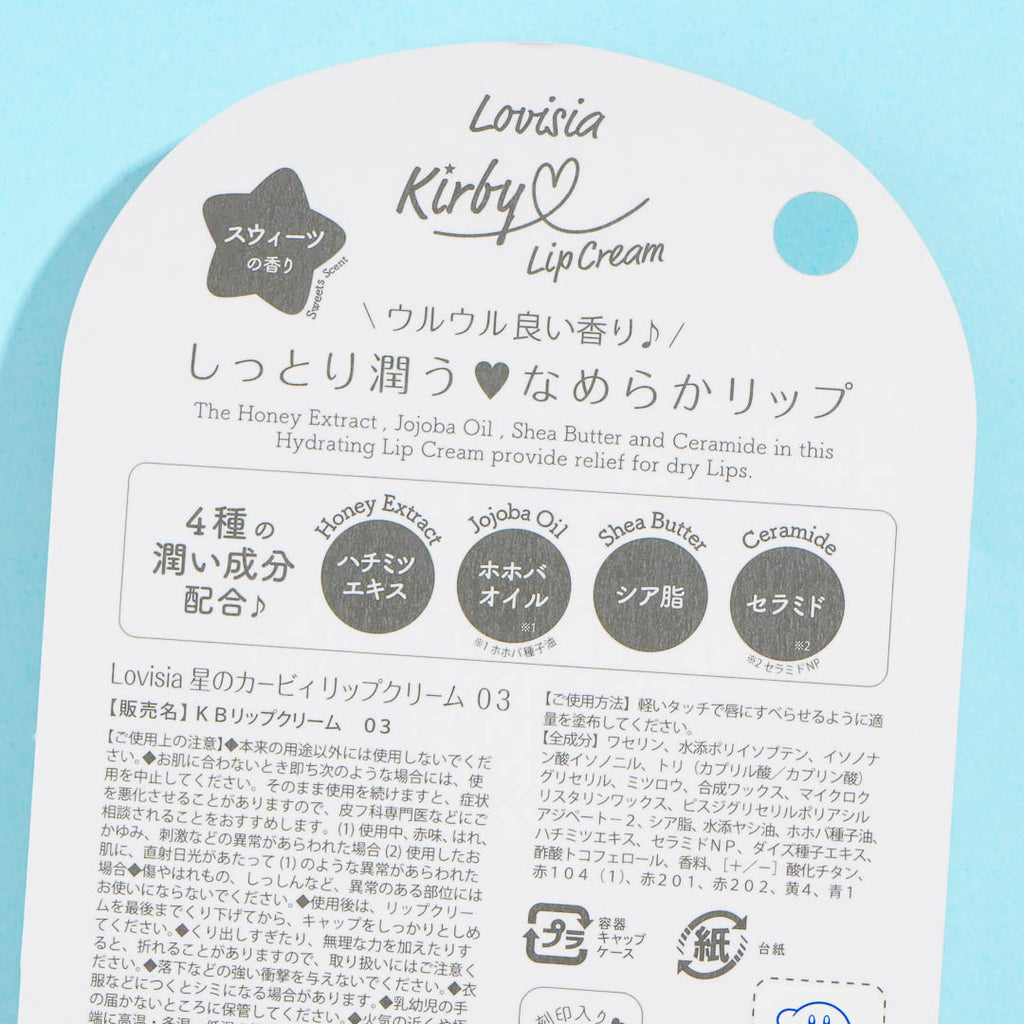 Lovisia
Kirby
Lip Cream
スウィーツ
の香り
Sweets Scent
\ ウルウル良い香り♪ /
しっとり潤う♥なめらかリップ
The Honey Extract , Jojoba Oil , Shea Butter and Ceramide in this
Hydrating Lip Cream provide relief for dry Lips.
4種の
潤い成分
配合♪
Honey Extract
ハチミツ
エキス
Jojoba Oil
ホホバ
オイル
※1
※1 ホホバ種子油
Shea Butter
シア脂
Ceramide
セラミド
※2
※2 セラミドNP
Lovisia 星のカービィリップクリーム 03
【販売名】KBリップクリーム 03
【ご使用上の注意】◆本来の用途以外には使用しないでくだ
さい。◆お肌に合わないとき即ち次のような場合には、使
用を中止してください。そのまま使用を続けますと、症状
を悪化させることがありますので、皮フ科専門医などにご
相談されることをおすすめします。(1) 使用中、赤味、はれ、
かゆみ、刺激などの異常があらわれた場合 (2) 使用したお
肌に、直射日光があたって (1) のような異常があらわれた
場合◆傷やはれもの、しっしんなど、異常のある部位には
お使いにならないでください。◆使用後は、リップクリー
ムを最後までくり下げてから、キャップをしっかりとしめ
てください。◆くり出しすぎたり、無理な力を加えたりす
ると、折れることがありますので、取り扱いにはご注意く
ださい。◆落下などの強い衝撃を与えないでください。◆衣
服などにつくとシミになる場合があります。◆乳幼児の手
の届かないところに保管してください。◆火気の近くや
端に高温・多湿、低温の
【ご使用方法】軽いタッチで唇にすべらせるように適
量を塗布してください。
【全成分】ワセリン、水添ポリイソブテン、イソノナ
ン酸イソノニル、トリ（カプリル酸／カプリン酸）
グリセリル、ミツロウ、合成ワックス、マイクロク
リスタリンワックス、ビスジグリセリルポリアシル
アジペート－2、シア脂、水添ヤシ油、ホホバ種子油、
ハチミツエキス、セラミドNP、ダイズ種子エキス、
酢酸トコフェロール、香料、［＋／－］酸化チタン、
赤104（1）、赤201、赤202、黄4、青1
プラ
容器
キャップ
ケース
紙
台紙
刻印入り